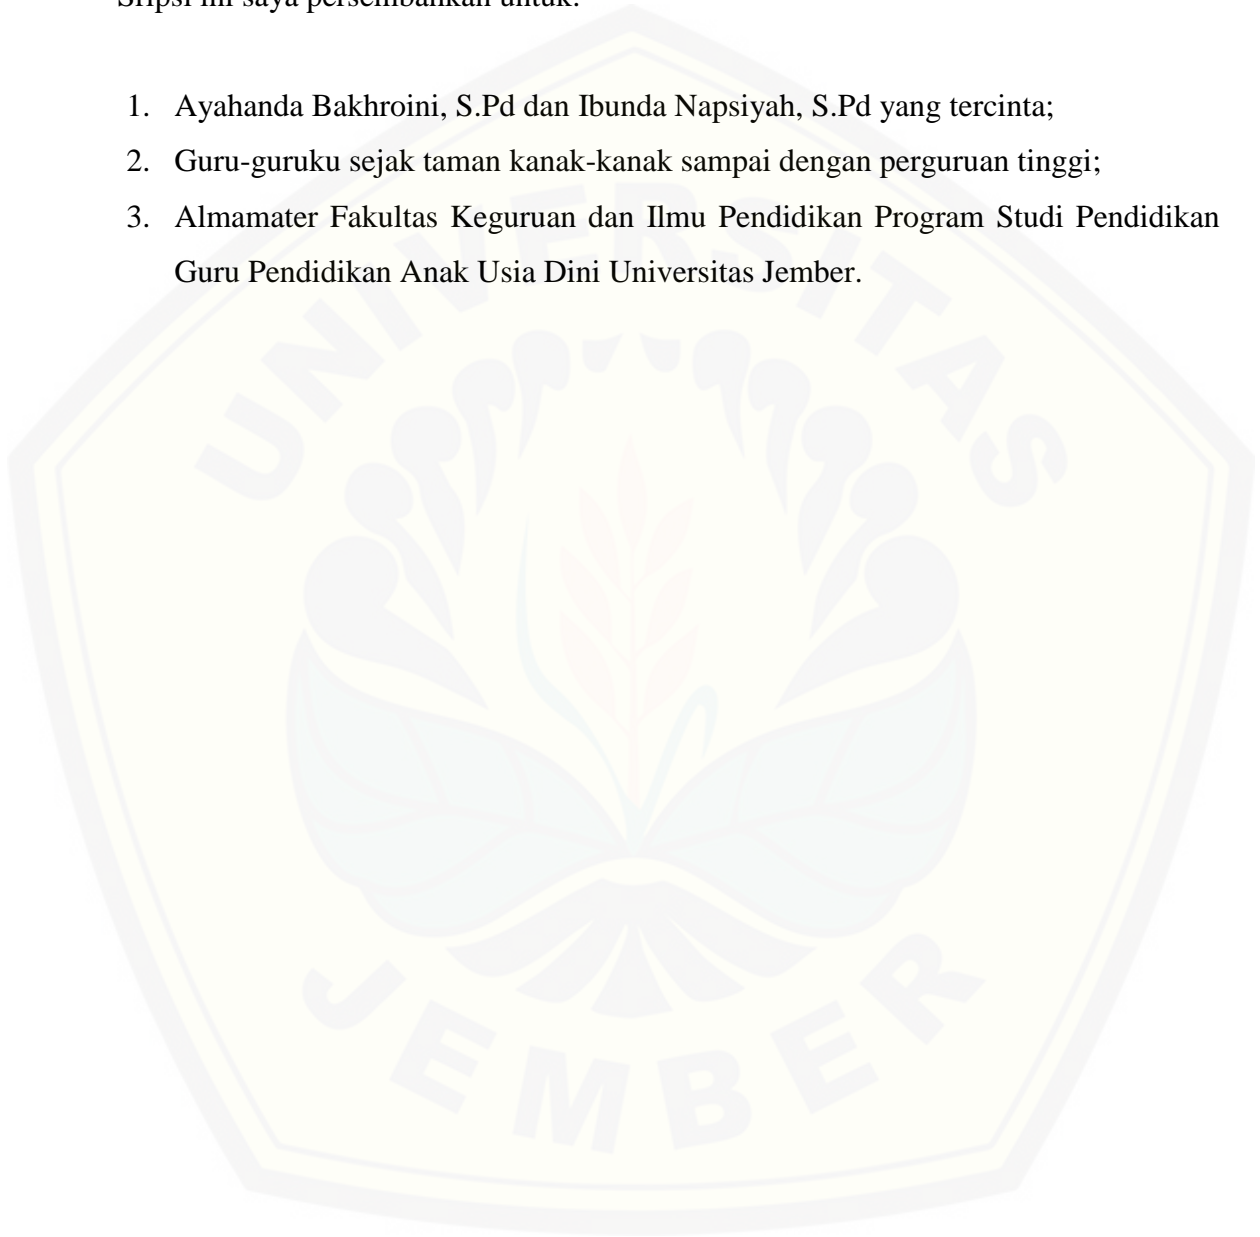 Sripsi ini saya persembahkan untuk:
1. Ayahanda Bakhroini, S.Pd dan Ibunda Napsiyah, S.Pd yang tercinta;
2. Guru-guruku sejak taman kanak-kanak sampai dengan perguruan tinggi;
3. Almamater Fakultas Keguruan dan Ilmu Pendidikan Program Studi Pendidikan
Guru Pendidikan Anak Usia Dini Universitas Jember.
UNIVERSITAS
JEMBER